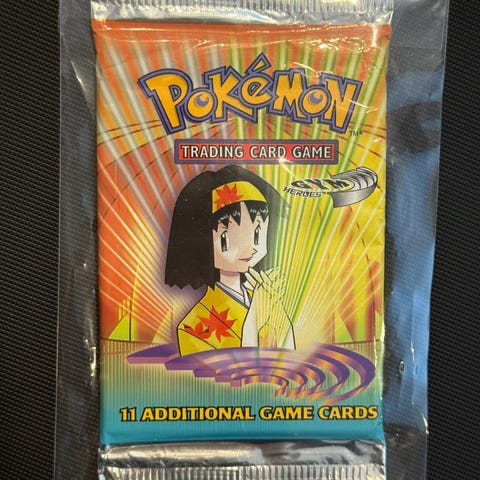 POKéMON
TM
TRADING CARD GAME
GYM
HEROES
11 ADDITIONAL GAME CARDS